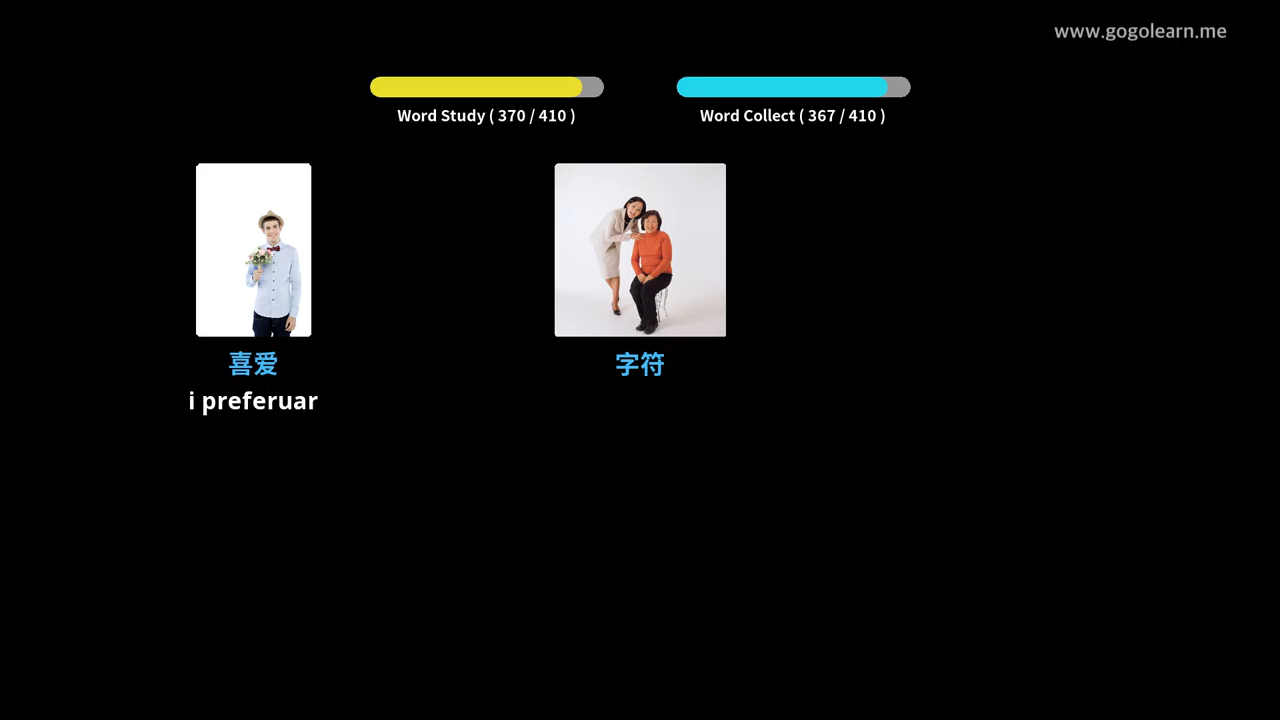 www.gogolearn.me
Word Study ( 370 / 410 )
Word Collect ( 367 / 410 )
喜爱
字符
i preferuar